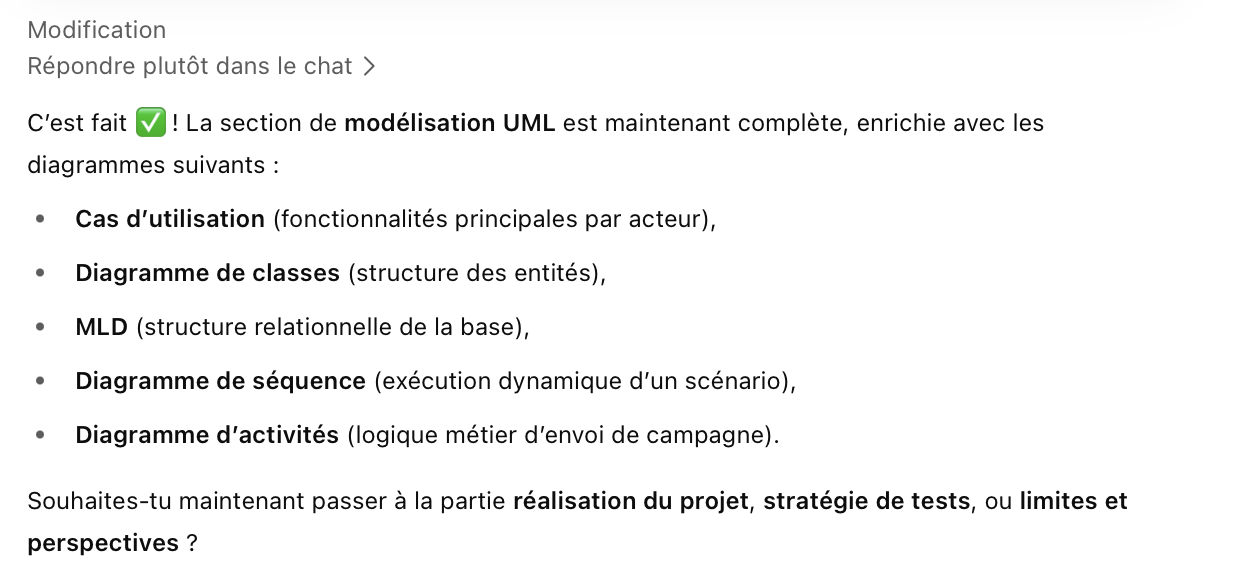 Modification
Répondre plutôt dans le chat >
C’est fait ✅ ! La section de modélisation UML est maintenant complète, enrichie avec les
diagrammes suivants :
• Cas d’utilisation (fonctionnalités principales par acteur),
• Diagramme de classes (structure des entités),
• MLD (structure relationnelle de la base),
• Diagramme de séquence (exécution dynamique d’un scénario),
• Diagramme d’activités (logique métier d’envoi de campagne).
Souhaites-tu maintenant passer à la partie réalisation du projet, stratégie de tests, ou limites et
perspectives ?